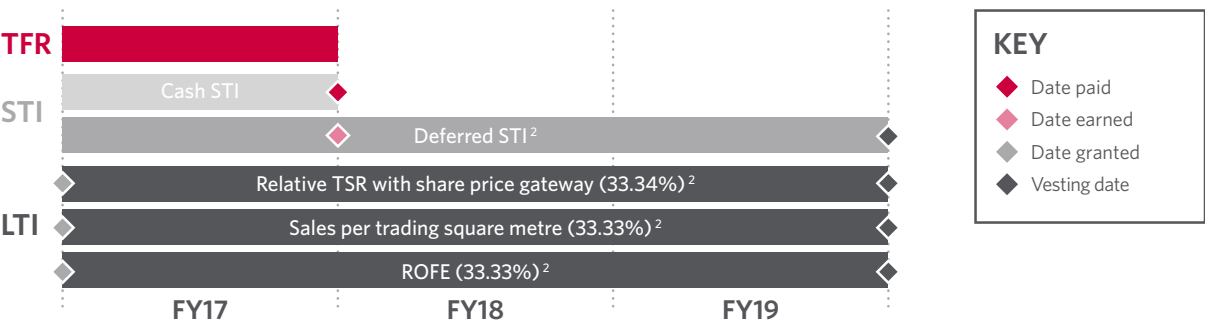 TFR
STI
Cash STI
Deferred STI ²
LTI
Relative TSR with share price gateway (33.34%) ²
Sales per trading square metre (33.33%) ²
ROFE (33.33%) ²
FY17
FY18
FY19
KEY
Date paid
Date earned
Date granted
Vesting date